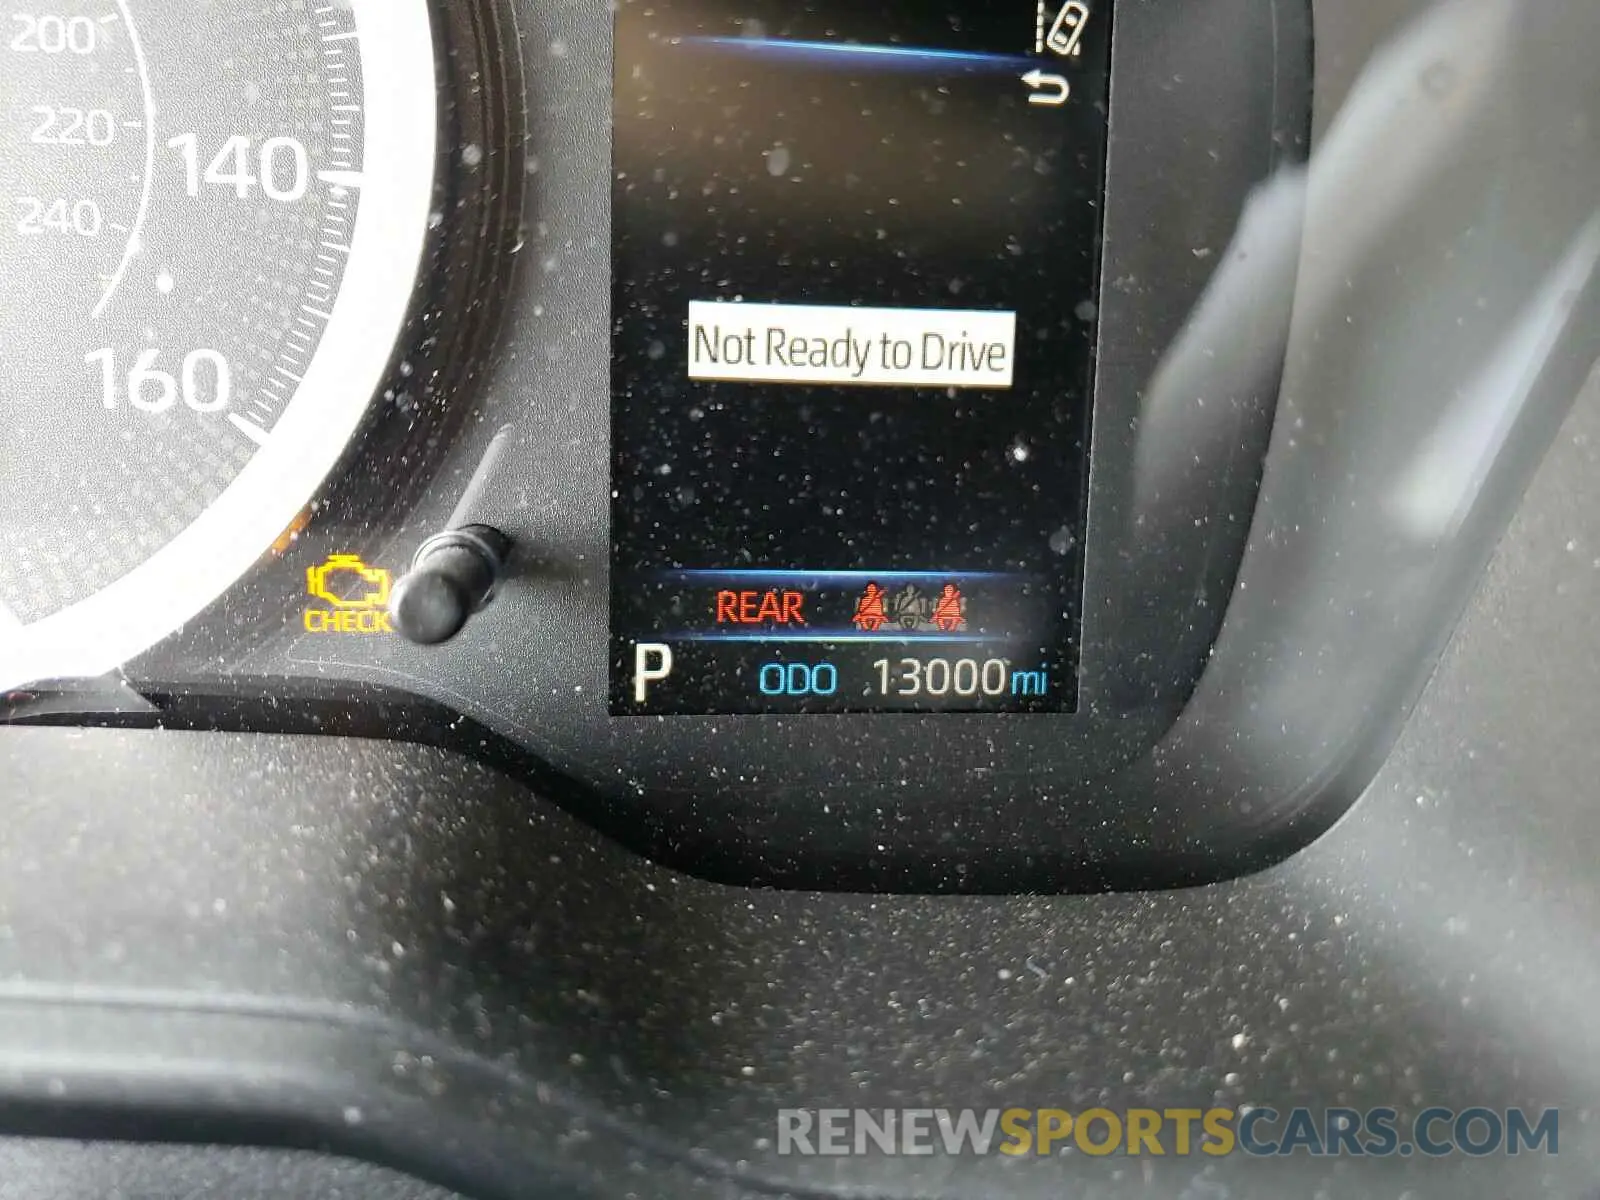 200
220
140
240
160
Not Ready to Drive
CHECK
REAR
P ODO 13000 mi
RENEWSPORTSCARS.COM